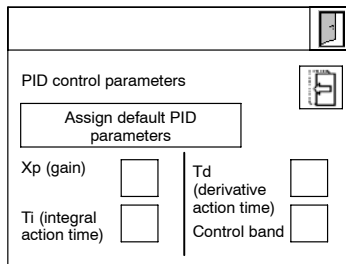 PID control parameters
Assign default PID
parameters
Xp (gain)
Ti (integral
action time)
Td
(derivative
action time)
Control band